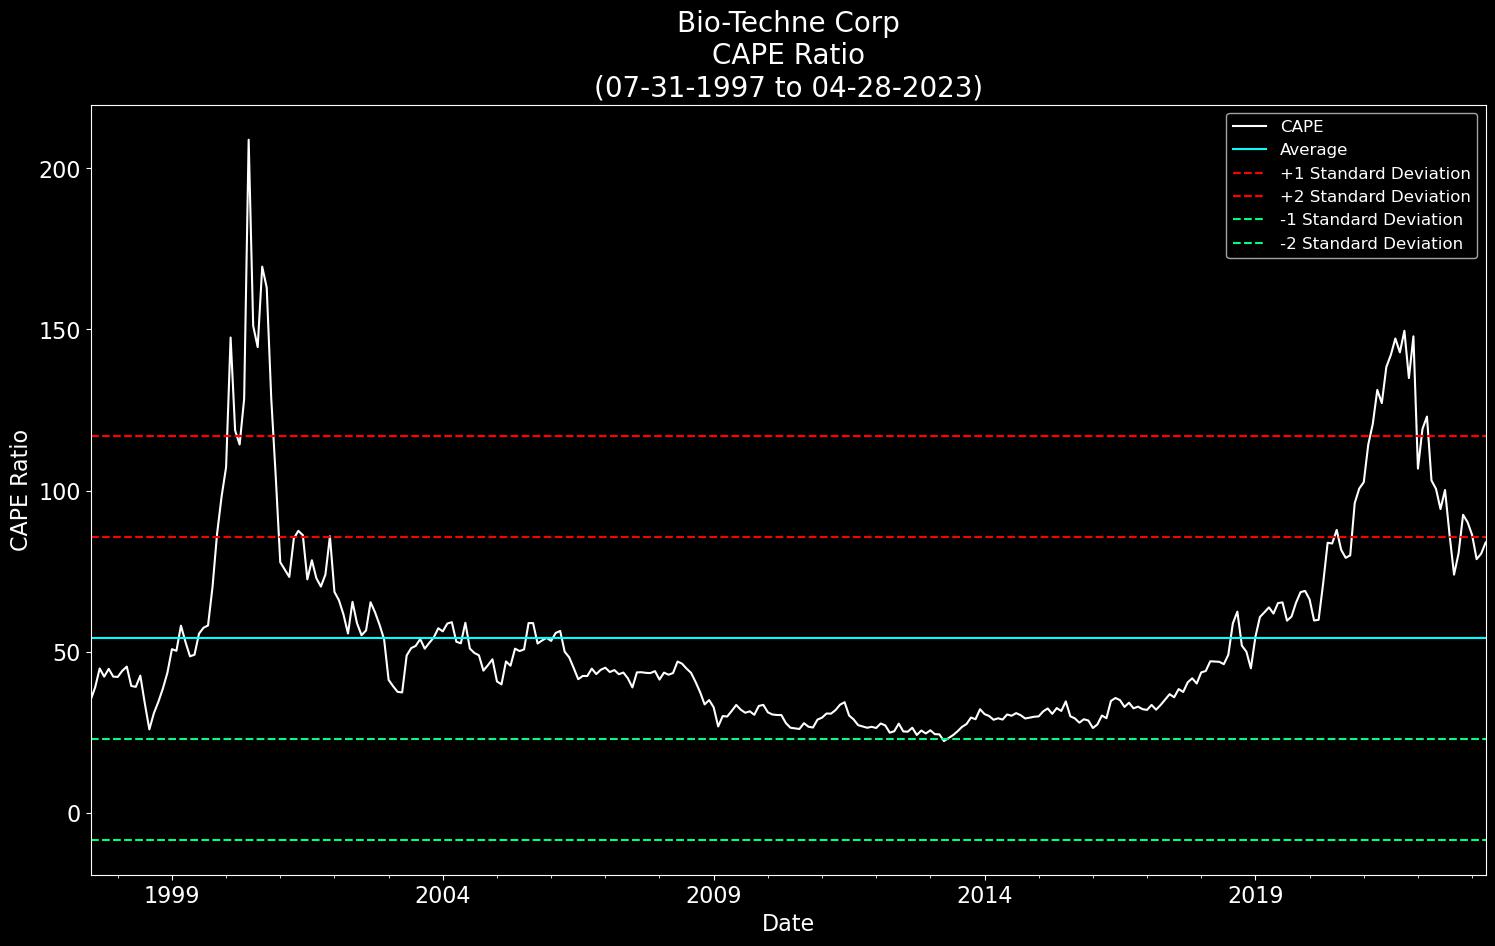 Bio-Techne Corp
CAPE Ratio
(07-31-1997 to 04-28-2023)
CAPE
Average
+1 Standard Deviation
+2 Standard Deviation
-1 Standard Deviation
-2 Standard Deviation
CAPE Ratio
200
150
100
50
0
1999
2004
2009
2014
2019
Date